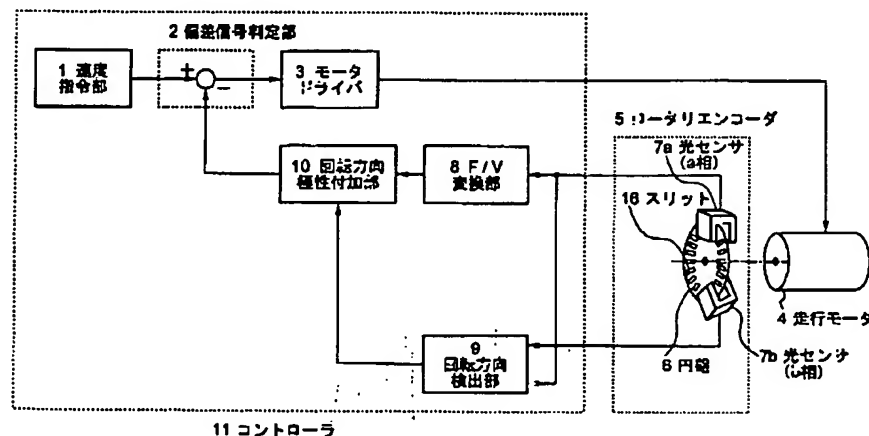 2 偏差信号判定部
1 速度
指令部
+
−
3 モータ
ドライバ
5 ロータリエンコーダ
7a 光センサ
(a相)
10 回転方向
極性付加部
8 F/V
変換部
16 スリット
4 走行モータ
9
回転方向
検出部
6 円盤
7b 光センサ
(b相)
11 コントローラ